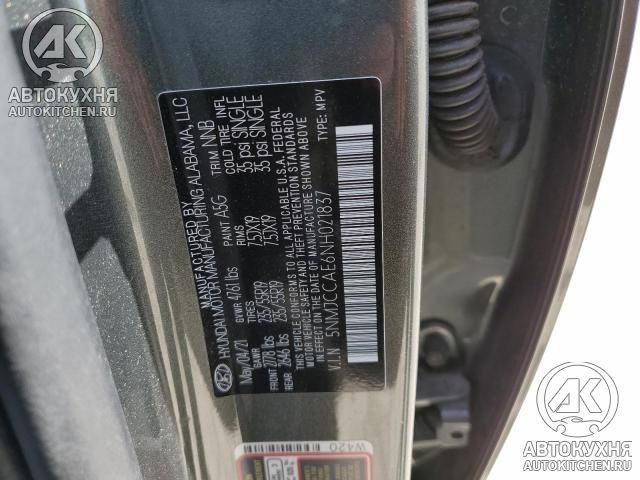 АВТОКУХНЯ
AUTOKITCHEN.RU
MANUFACTURED BY
HYUNDAI MOTOR MANUFACTURING ALABAMA, LLC
May/04/21 GVWR 4761 lbs PAINT A5G TRIM NNB
GAWR TIRES RIMS COLD TIRE INFL
FRONT 2778 lbs 235/55R19 7.5JX19 35 psi SINGLE
REAR 2646 lbs 235/55R19 7.5JX19 35 psi SINGLE
THIS VEHICLE CONFORMS TO ALL APPLICABLE U.S.A. FEDERAL
MOTOR VEHICLE SAFETY AND THEFT PREVENTION STANDARDS
IN EFFECT ON THE DATE OF MANUFACTURE SHOWN ABOVE
V.I.N 5NMJCCAE6NH021837 TYPE: MPV
W420
АВТОКУХНЯ
AUTOKITCHEN.RU